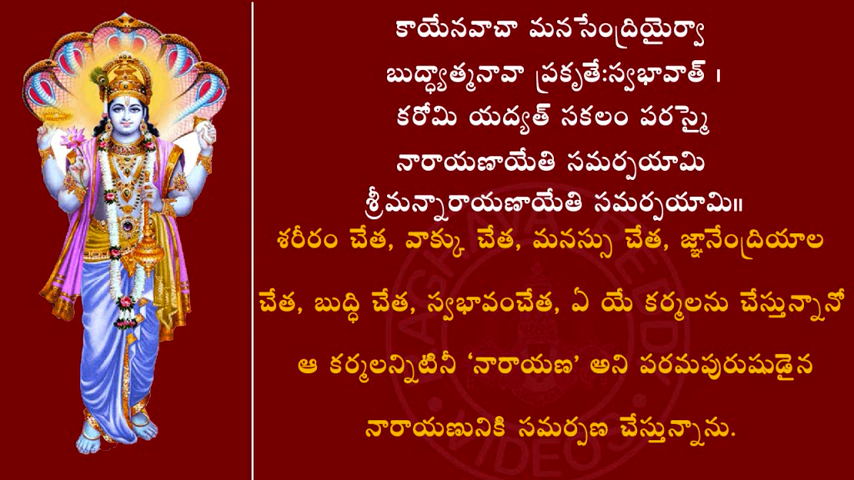 కాయేనవాచా మనసేంద్రియైర్వా
బుద్ధ్యాత్మనావా ప్రకృతే:స్వభావాత్ ।
కరోమి యద్యత్ సకలం పరస్మై
నారాయణాయేతి సమర్పయామి
శ్రీమన్నారాయణాయేతి సమర్పయామి॥
శరీరం చేత, వాక్కు చేత, మనస్సు చేత, జ్ఞానేంద్రియాల
చేత, బుద్ధి చేత, స్వభావంచేత, ఏ యే కర్మలను చేస్తున్నానో
ఆ కర్మలన్నిటినీ ‘నారాయణ’ అని పరమపురుషుడైన
నారాయణునికి సమర్పణ చేస్తున్నాను.